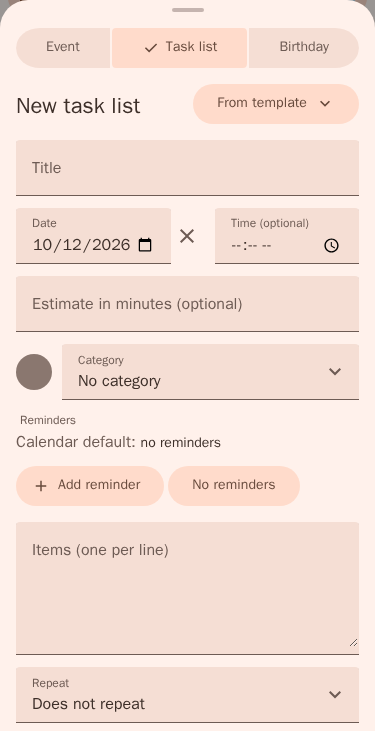 Event
Task list
Birthday
New task list
From template
Title
Date
10/12/2026
Time (optional)
--:-- --
Estimate in minutes (optional)
Category
No category
Reminders
Calendar default: no reminders
Add reminder
No reminders
Items (one per line)
Repeat
Does not repeat